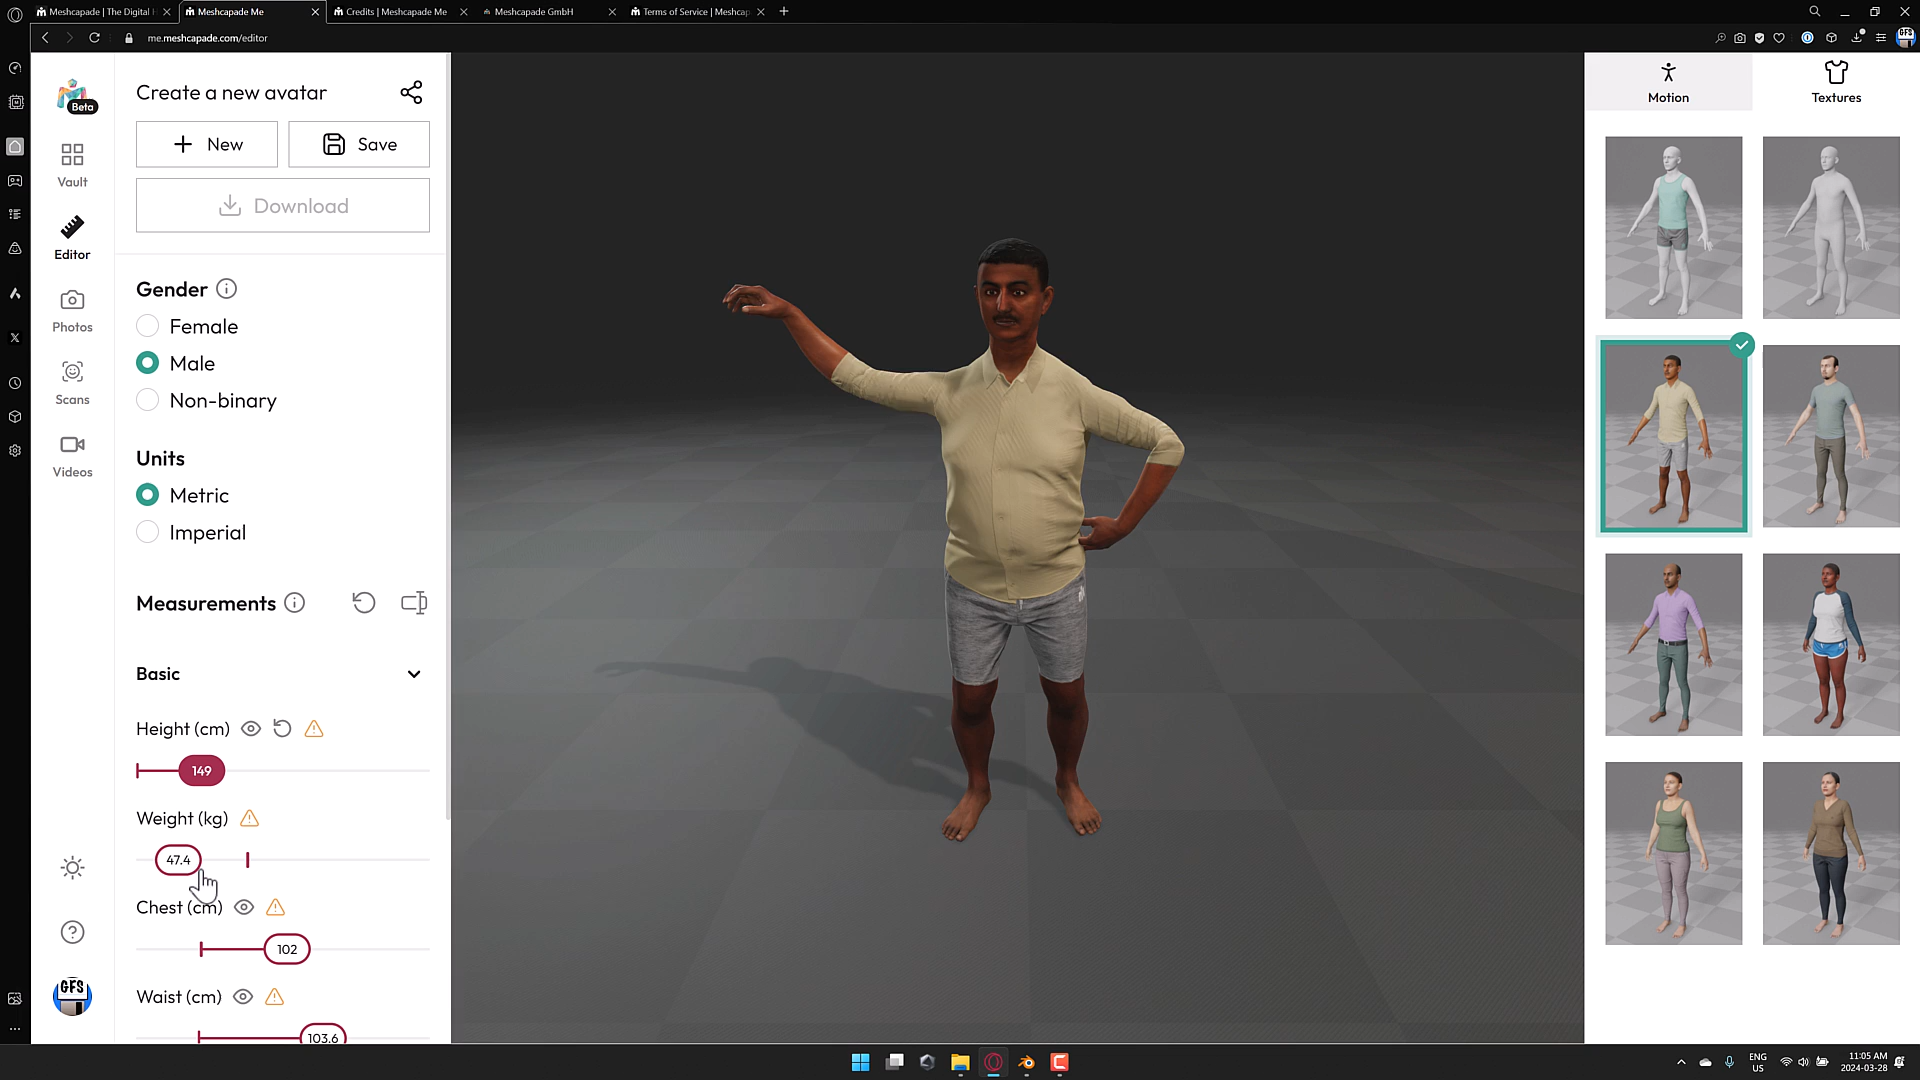 Meshcapade | The Digital
Meshcapade Me
Credits | Meshcapade Me
Meshcapade GmbH
Terms of Service | Meshcap
me.meshcapade.com/editor
GFS
Beta
Vault
Editor
Photos
Scans
Videos
GFS
Create a new avatar
New
Save
Download
Gender
Female
Male
Non-binary
Units
Metric
Imperial
Measurements
Basic
Height (cm)
149
Weight (kg)
47.4
Chest (cm)
102
Waist (cm)
103.6
Motion
Textures
ENG
US
11:05 AM
2024-03-28